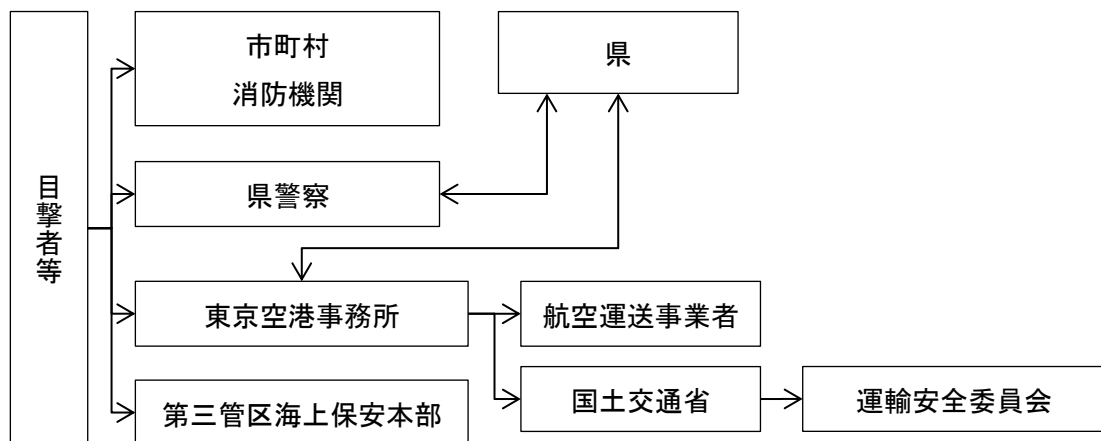 目撃者等
市町村
消防機関
県
県警察
東京空港事務所
航空運送事業者
国土交通省
運輸安全委員会
第三管区海上保安本部